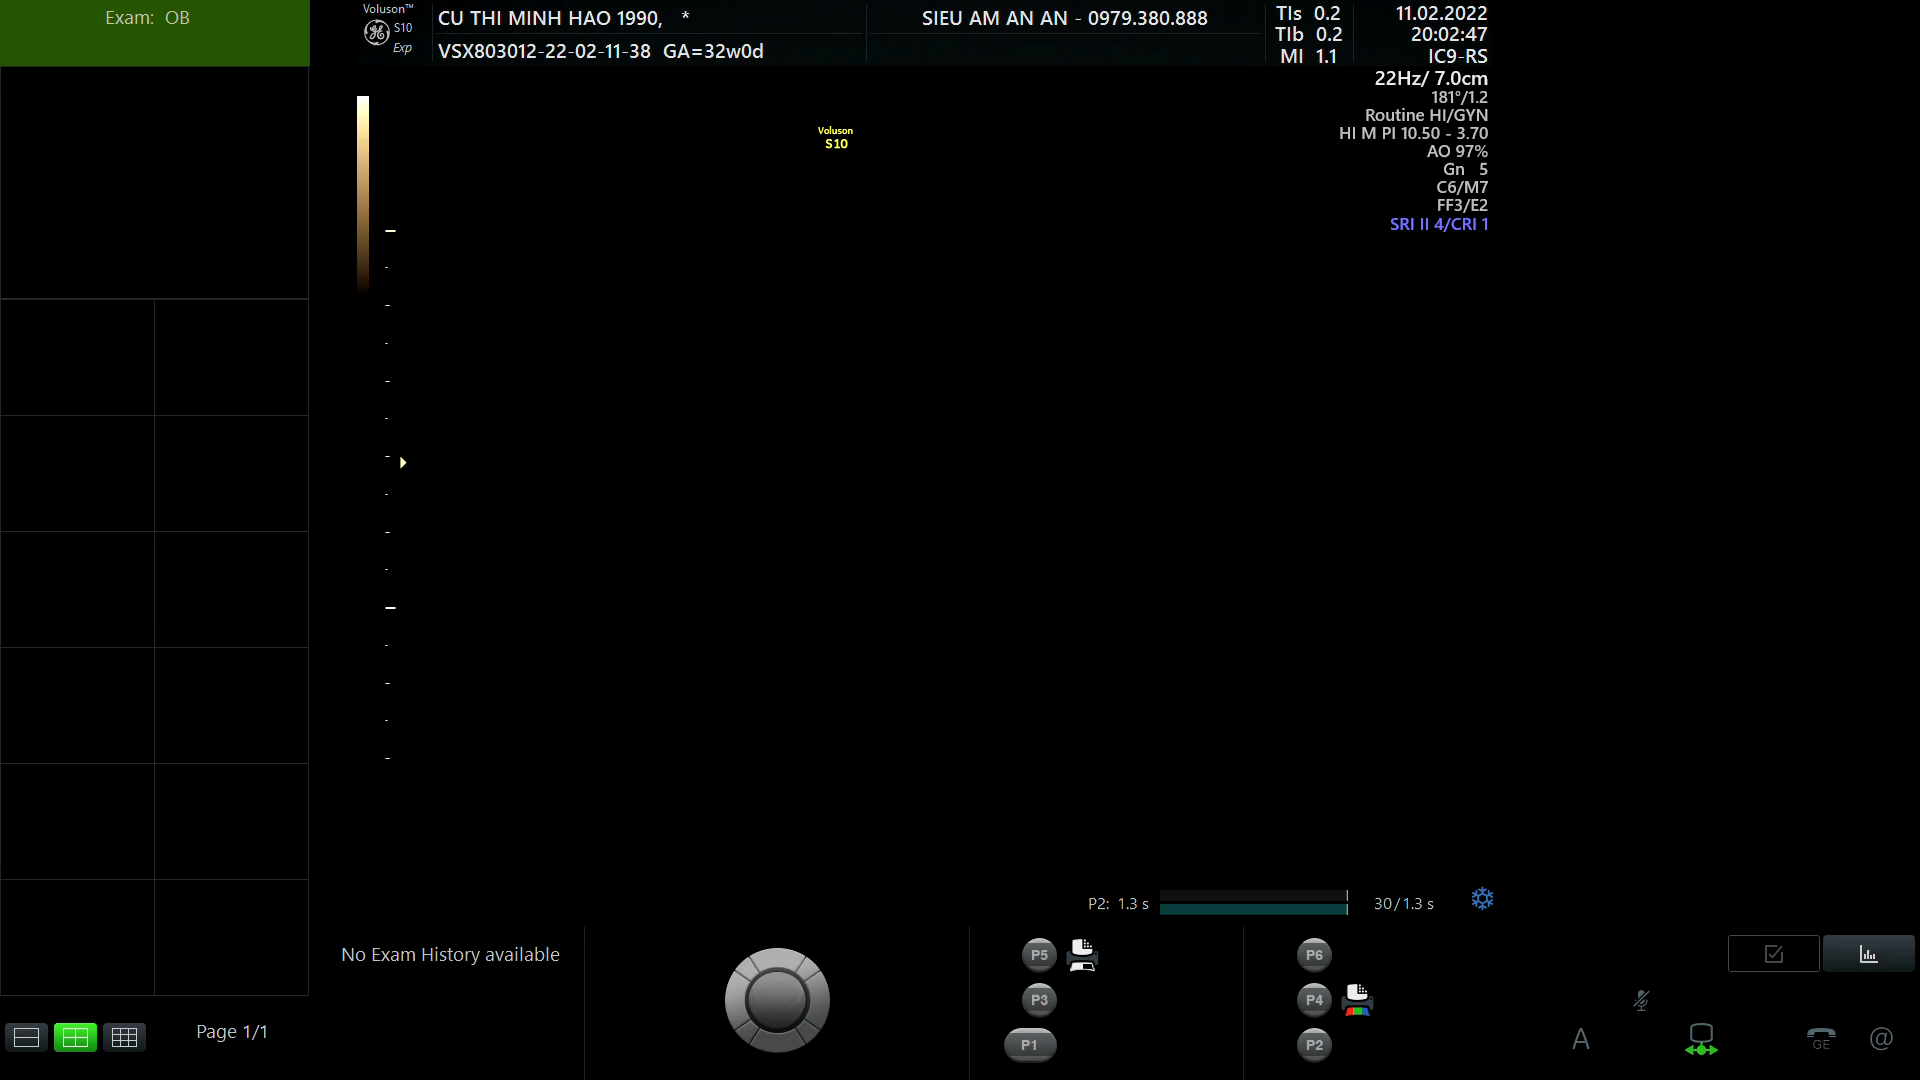 Exam: OB
Voluson™
S10
Exp
CU THI MINH HAO 1990, *
VSX803012-22-02-11-38 GA=32w0d
SIEU AM AN AN - 0979.380.888
TIs 0.2
TIb 0.2
MI 1.1
11.02.2022
20:02:47
IC9-RS
22Hz/ 7.0cm
181°/1.2
Routine HI/GYN
HI M PI 10.50 - 3.70
AO 97%
Gn 5
C6/M7
FF3/E2
SRI II 4/CRI 1
Voluson
S10
P2: 1.3 s
30/1.3 s
No Exam History available
P5
P3
P1
P6
P4
P2
Page 1/1
A
GE
@